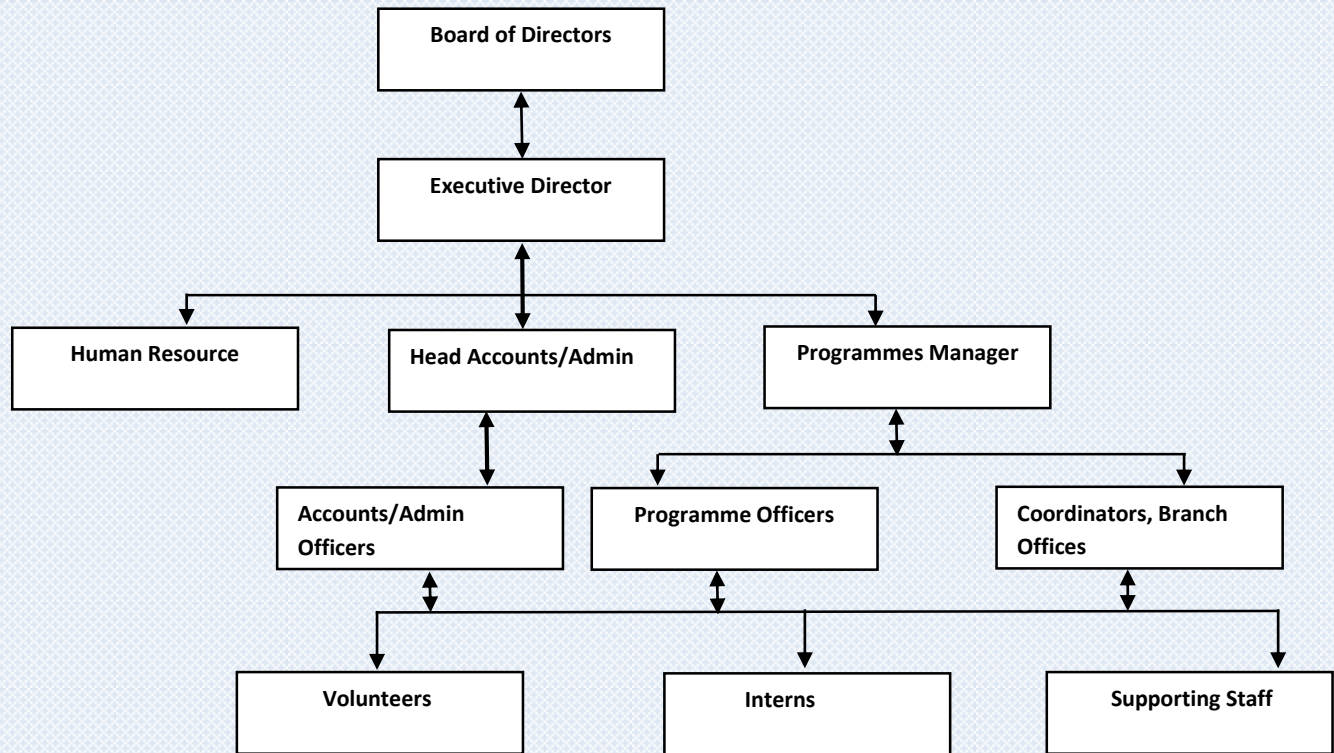 Board of Directors
Executive Director
Human Resource
Head Accounts/Admin
Programmes Manager
Accounts/Admin
Officers
Programme Officers
Coordinators, Branch
Offices
Volunteers
Interns
Supporting Staff